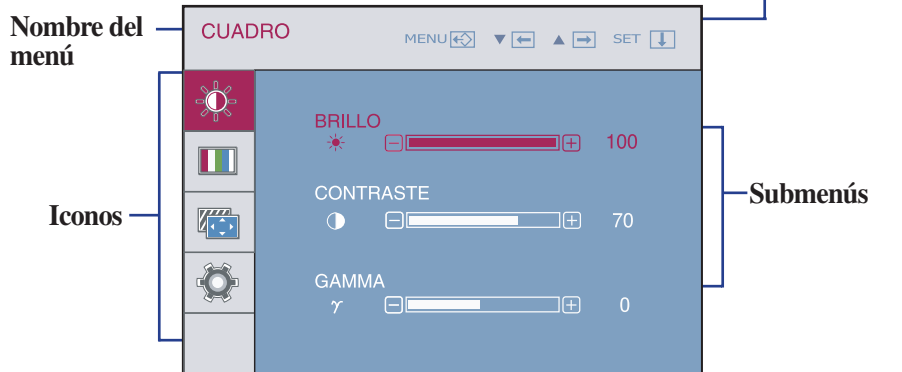 Nombre del
menú
CUADRO
MENU ▼ ▲ SET
BRILLO
100
CONTRASTE
70
Iconos
Submenús
GAMMA
γ 0